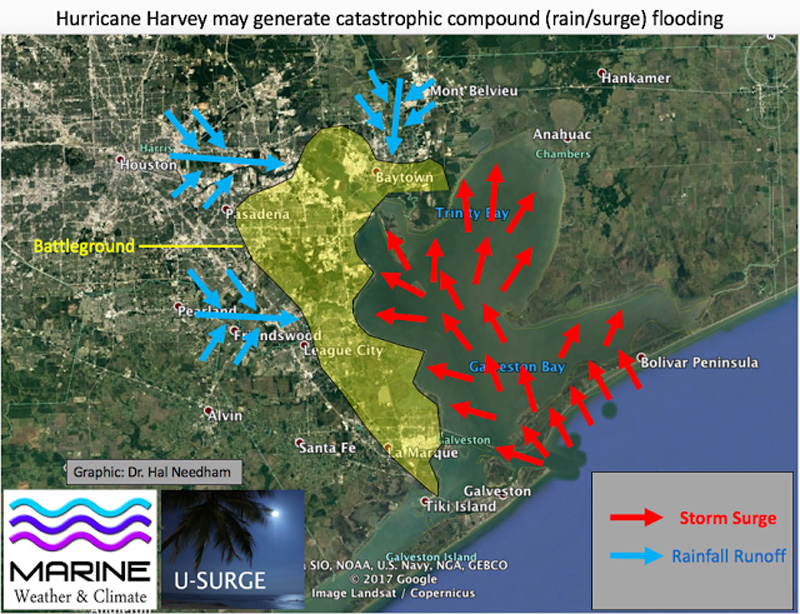 Hurricane Harvey may generate catastrophic compound (rain/surge) flooding
N
Hankamer
Mont Belvieu
Anahuac
Chambers
Harris
Houston
Baytown
Pasadena
Trinity Bay
Battleground
Pearland
Friendswood
League City
Galveston Bay
Bolivar Peninsula
Alvin
Santa Fe
Galveston
La Marque
Graphic: Dr. Hal Needham
Galveston
Tiki Island
Storm Surge
Rainfall Runoff
MARINE
Weather & Climate
U-SURGE
Galveston Island
SIO, NOAA, U.S. Navy, NGA, GEBCO
© 2017 Google
Image Landsat / Copernicus